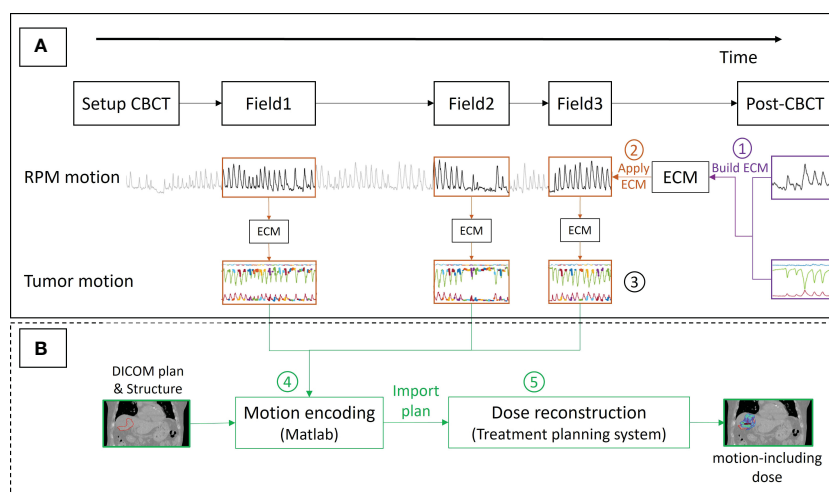 A
Time
Setup CBCT
Field1
Field2
Field3
Post-CBCT
RPM motion
2
Apply
ECM
ECM
1
Build ECM
ECM
ECM
ECM
Tumor motion
3
B
DICOM plan
& Structure
4
Motion encoding
(Matlab)
Import
plan
5
Dose reconstruction
(Treatment planning system)
motion-including
dose